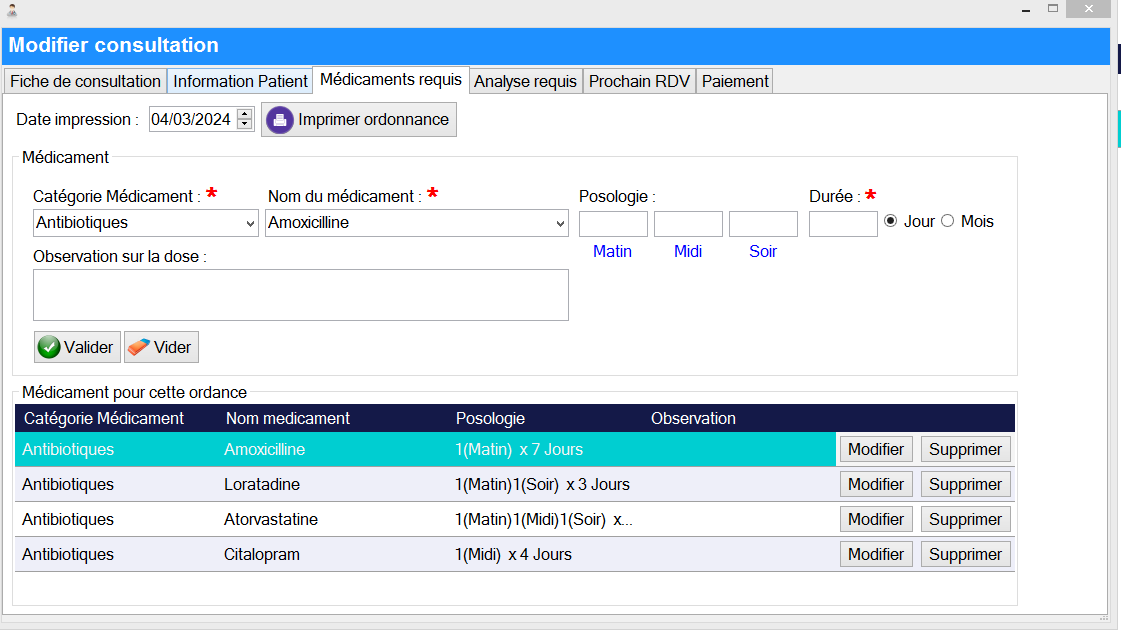 Modifier consultation
Fiche de consultation Information Patient Médicaments requis Analyse requis Prochain RDV Paiement
Date impression : 04/03/2024 Imprimer ordonnance
Médicament
Catégorie Médicament : * Nom du médicament : * Posologie : Durée : *
Antibiotiques Amoxicilline Jour Mois
Matin Midi Soir
Observation sur la dose :
Valider Vider
Médicament pour cette ordance
Catégorie Médicament Nom medicament Posologie Observation
Antibiotiques Amoxicilline 1(Matin) x 7 Jours Modifier Supprimer
Antibiotiques Loratadine 1(Matin)1(Soir) x 3 Jours Modifier Supprimer
Antibiotiques Atorvastatine 1(Matin)1(Midi)1(Soir) x... Modifier Supprimer
Antibiotiques Citalopram 1(Midi) x 4 Jours Modifier Supprimer